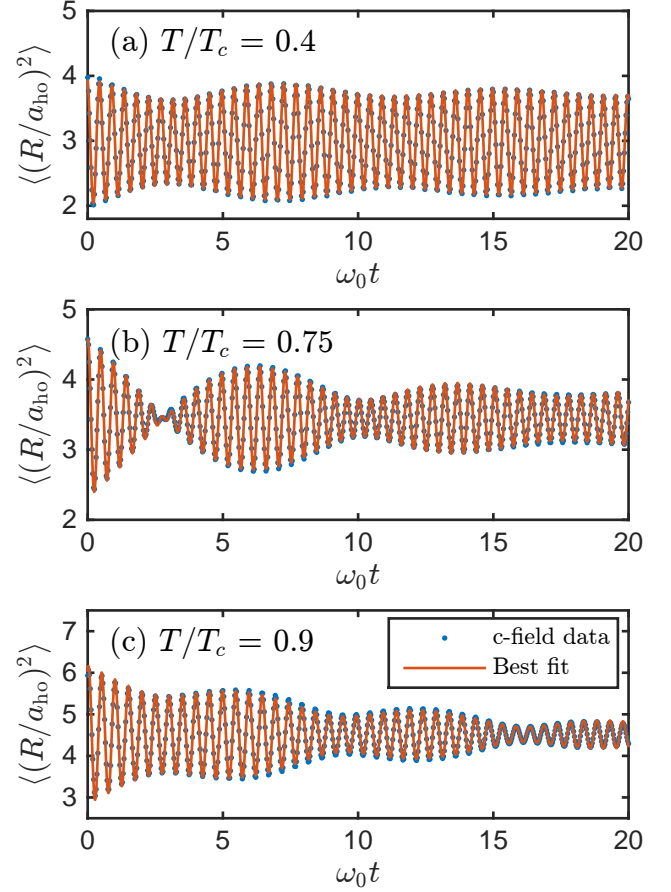 (a) T/T_c = 0.4
⟨(R/a_ho)^2⟩
5
4
3
2
0 5 10 15 20
ω_0 t
(b) T/T_c = 0.75
⟨(R/a_ho)^2⟩
5
4
3
2
0 5 10 15 20
ω_0 t
(c) T/T_c = 0.9
c-field data
Best fit
⟨(R/a_ho)^2⟩
7
6
5
4
3
0 5 10 15 20
ω_0 t